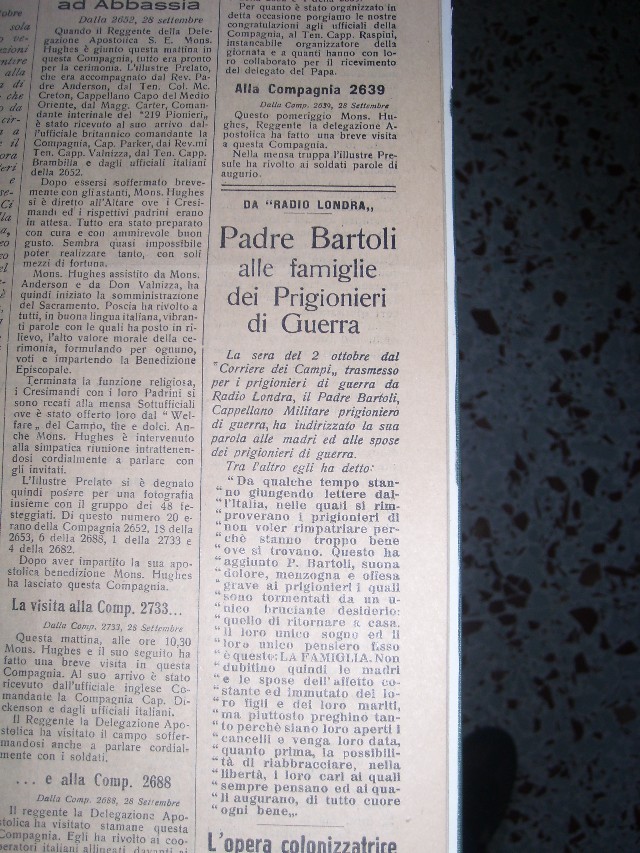 ad Abbassia
Dalla 2652, 28 settembre
Quando il Reggente della Dele-
gazione Apostolica S. E. Mons.
Hughes è giunto questa mattina in
questa Compagnia, tutto era pronto
per la cerimonia. L'illustre Prelato,
che era accompagnato dal Rev. Pa-
dre Anderson, dal Ten. Col. Mc.
Creton, Cappellano Capo del Medio
Oriente, dal Magg. Carter, Coman-
dante interinale del "219 Pionieri„
è stato ricevuto al suo arrivo dal-
l'ufficiale britannico comandante la
Compagnia, Cap. Parker, dai Rev.mi
Ten. Capp. Valnizza, dal Ten. Capp.
Brambilla e dagli ufficiali italiani
della 2652.
Dopo essersi soffermato breve-
mente con gli astanti, Mons. Hughes
si è diretto all'Altare ove i Cresi-
mandi ed i rispettivi padrini erano
in attesa. Tutto era stato preparato
con cura e con ammirevole buon
gusto. Sembra quasi impossibile
poter realizzare tanto, con soli
mezzi di fortuna.
Mons. Hughes assistito da Mons.
Anderson e da Don Valnizza, ha
quindi iniziato la somministrazione
del Sacramento. Poscia ha rivolto a
tutti, in buona lingua italiana, vibran-
ti parole con le quali ha posto in ri-
lievo, l'alto valore morale della ce-
rimonia, formulando per ognuno,
voti e impartendo la Benedizione
Episcopale.
Terminata la funzione religiosa,
i Cresimandi con i loro Padrini si
sono recati alla mensa Sottufficiali
ove è stato offerto loro dal "Wel-
fare„ del Campo, the e dolci. An-
che Mons. Hughes è intervenuto
alla simpatica riunione intrattenen-
dosi cordialmente a parlare con
gli invitati.
L'Illustre Prelato si è degnato
quindi posare per una fotografia
insieme con il gruppo dei 48 fe-
steggiati. Di questo numero 20 e-
rano della Compagnia 2652, 18 della
2653, 6 della 2688, 1 della 2733 e
4 della 2682.
Dopo aver impartito la sua apo-
stolica benedizione Mons. Hughes
ha lasciato questa Compagnia.
La visita alla Comp. 2733...
Dalla Comp. 2733, 28 Settembre
Questa mattina, alle ore 10,30
Mons. Hughes e il suo seguito ha
fatto una breve visita in questa
Compagnia. Al suo arrivo è stato
ricevuto dall'ufficiale inglese Co-
mandante la Compagnia Cap. Di-
ckenson e dagli ufficiali italiani.
Il Reggente la Delegazione Apo-
stolica ha visitato il campo soffer-
mandosi anche a parlare cordial-
mente con i soldati.
... e alla Comp. 2688
Dalla Comp. 2688, 28 Settembre
Il reggente la Delegazione Apo-
stolica ha visitato stamane questa
Compagnia. Egli ha rivolto ai coo-
peratori italiani allineati davanti ai
Per quanto è stato organizzato in
detta occasione porgiamo le nostre
congratulazioni agli ufficiali della
Compagnia, al Ten. Capp. Raspini,
instancabile organizzatore della
giornata e a quanti hanno con lo-
ro collaborato per il ricevimento
del delegato del Papa.
Alla Compagnia 2639
Dalla Comp. 2639, 28 Settembre
Questo pomeriggio Mons. Hu-
ghes, Reggente la delegazione A-
postolica ha fatto una breve visita
a questa Compagnia.
Nella mensa truppa l'illustre Pre-
sule ha rivolto ai soldati parole di
augurio.
DA "RADIO LONDRA„
Padre Bartoli
alle famiglie
dei Prigionieri
di Guerra
La sera del 2 ottobre dal
"Corriere dei Campi„ trasmesso
per i prigionieri di guerra da
Radio Londra, il Padre Bartoli,
Cappellano Militare prigioniero
di guerra, ha indirizzato la sua
parola alle madri ed alle spose
dei prigionieri di guerra.
Tra l'altro egli ha detto:
"Da qualche tempo stan-
"no giungendo lettere dal-
"l'Italia, nelle quali si rim-
"proverano i prigionieri di
"non voler rimpatriare per-
"chè stanno troppo bene
"ove si trovano. Questo ha
"aggiunto P. Bartoli, suona
"dolore, menzogna e offesa
"grave ai prigionieri i quali
"sono tormentati da un u-
"nico bruciante desiderio:
"quello di ritornare a casa.
"Il loro unico sogno ed il
"loro unico pensiero Esso
"è queste: LA FAMIGLIA. Non
"dubitino quindi le madri
"e le spose dell'affetto co-
"stante ed immutato dei lo-
"ro figli e dei loro mariti,
"ma piuttosto preghino tan-
"to perchè siano loro aperti i
"cancelli e venga loro data,
"quanto prima, la possibili-
"tà di riabbracciare, nella
"libertà, i loro cari ai quali
"sempre pensano ed ai qua-
"li augurano, di tutto cuore
"ogni bene„.
L'opera colonizzatrice